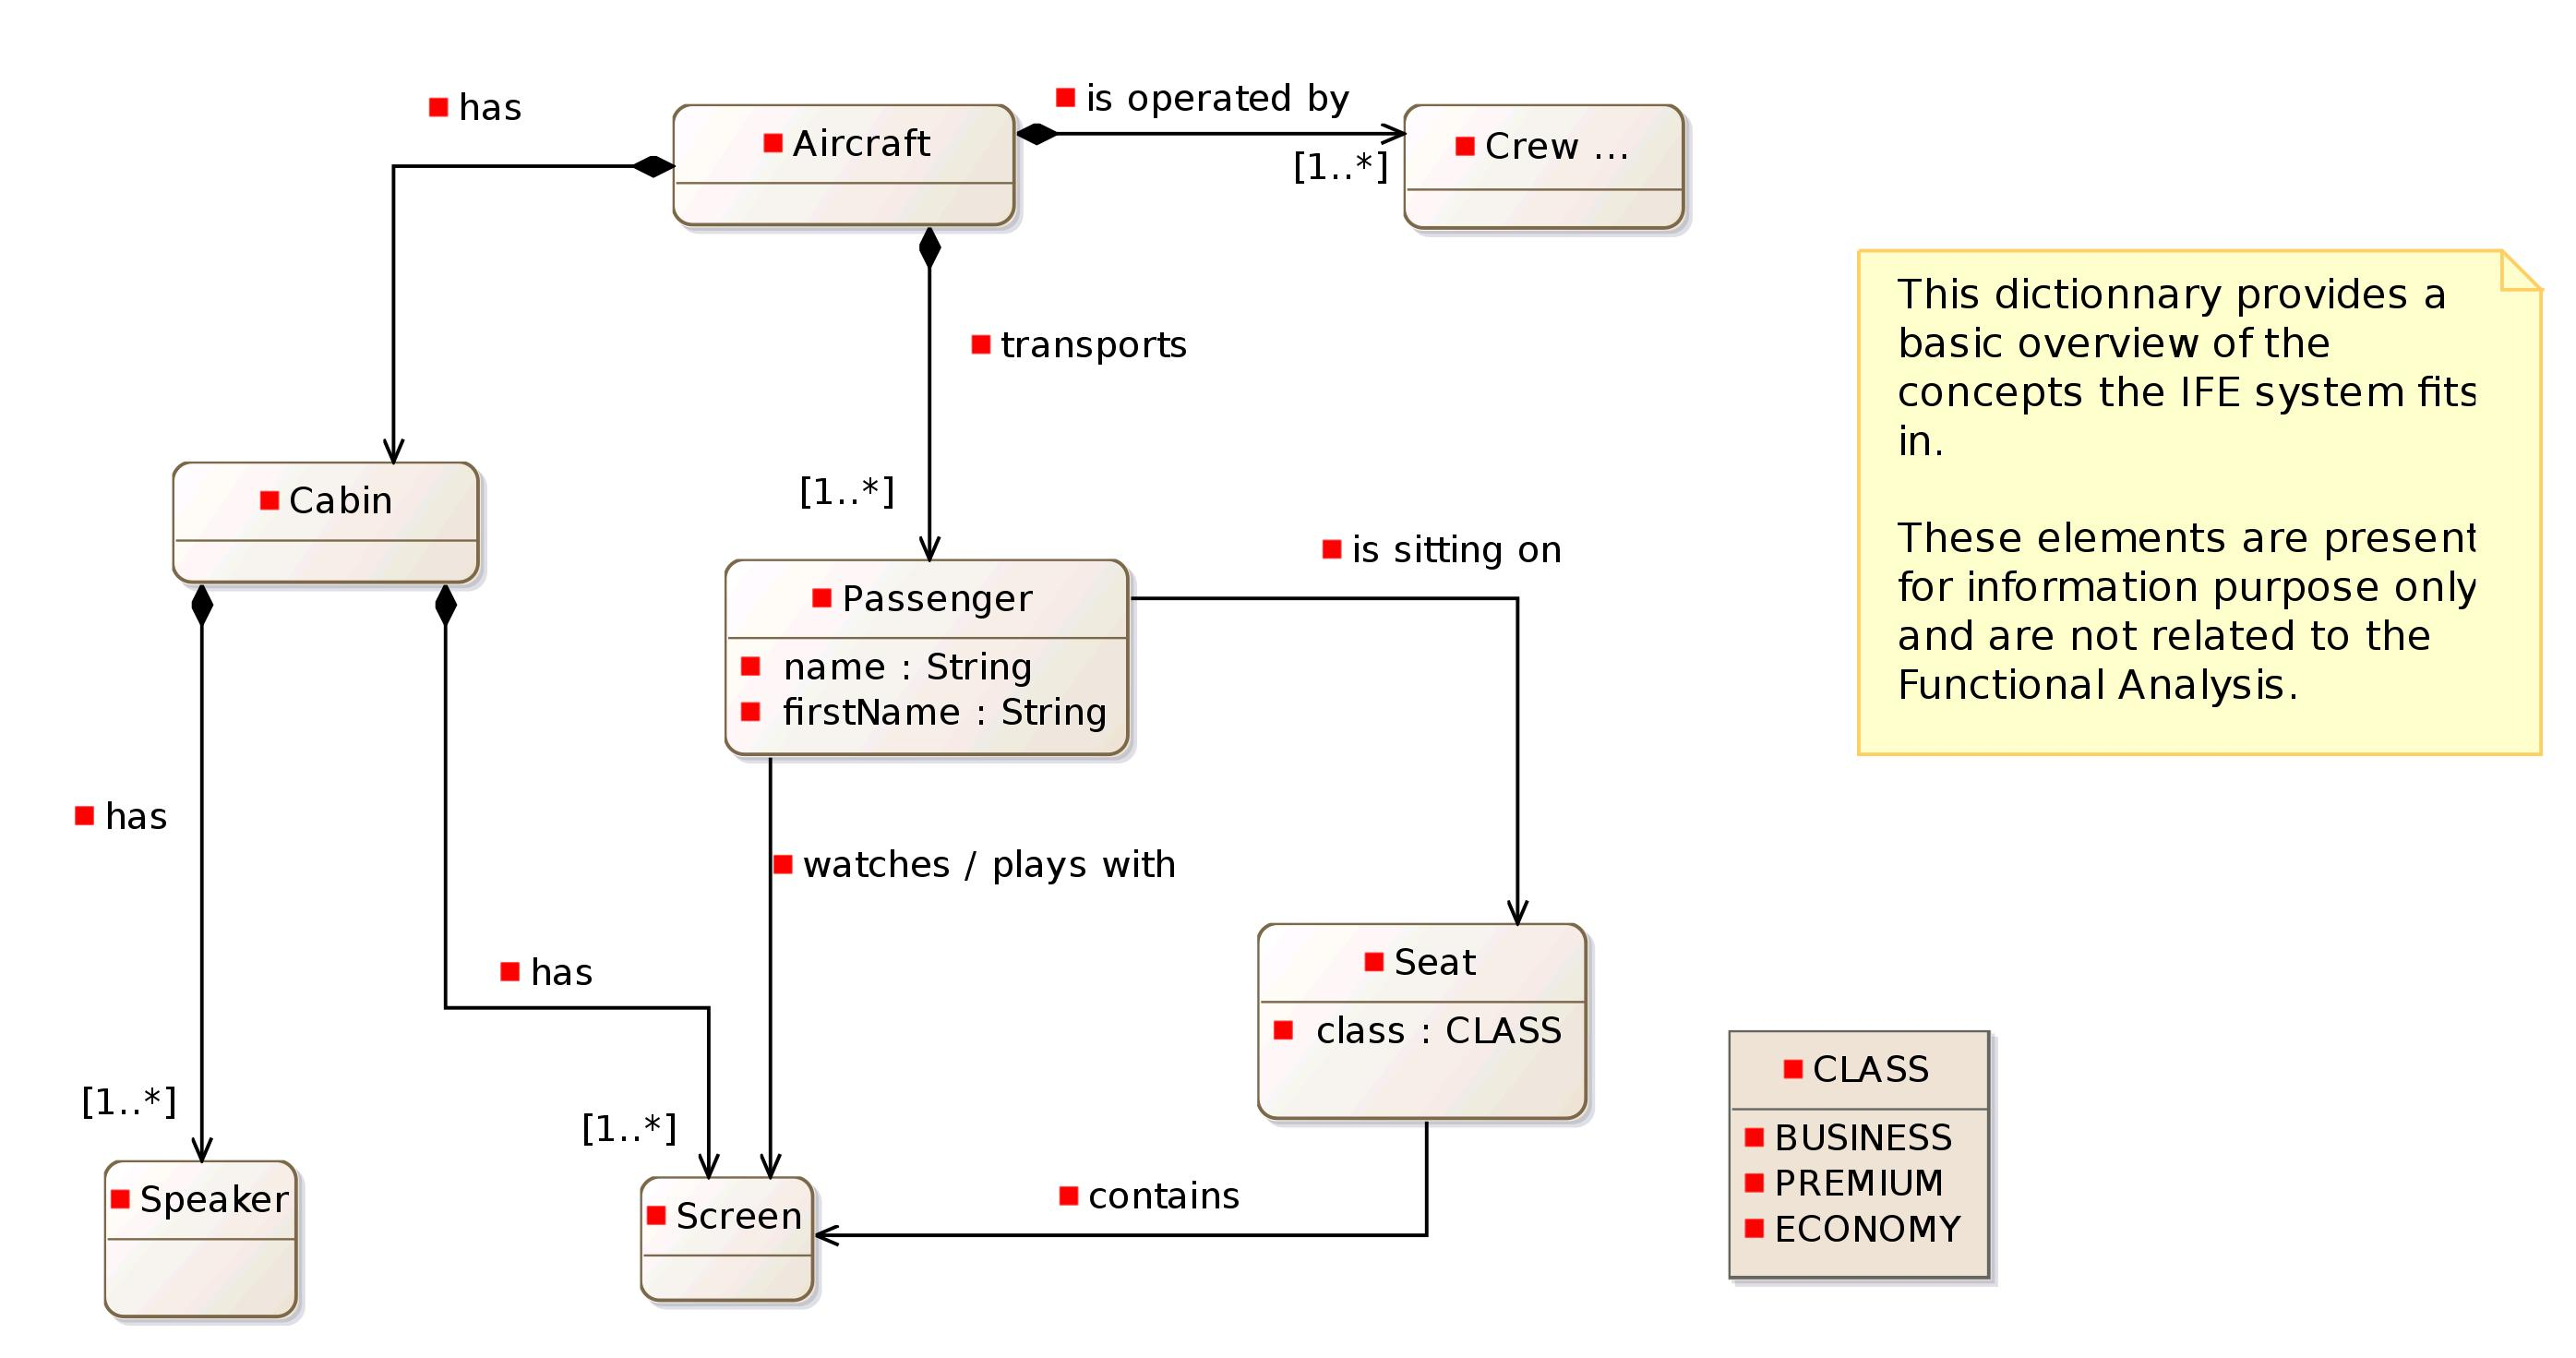 has
Aircraft
is operated by
[1..*]
Crew ...
transports
[1..*]
Cabin
This dictionnary provides a
basic overview of the
concepts the IFE system fits
in.
These elements are present
for information purpose only
and are not related to the
Functional Analysis.
Passenger
name : String
firstName : String
is sitting on
has
watches / plays with
has
Seat
class : CLASS
[1..*]
[1..*]
CLASS
BUSINESS
PREMIUM
ECONOMY
Speaker
Screen
contains